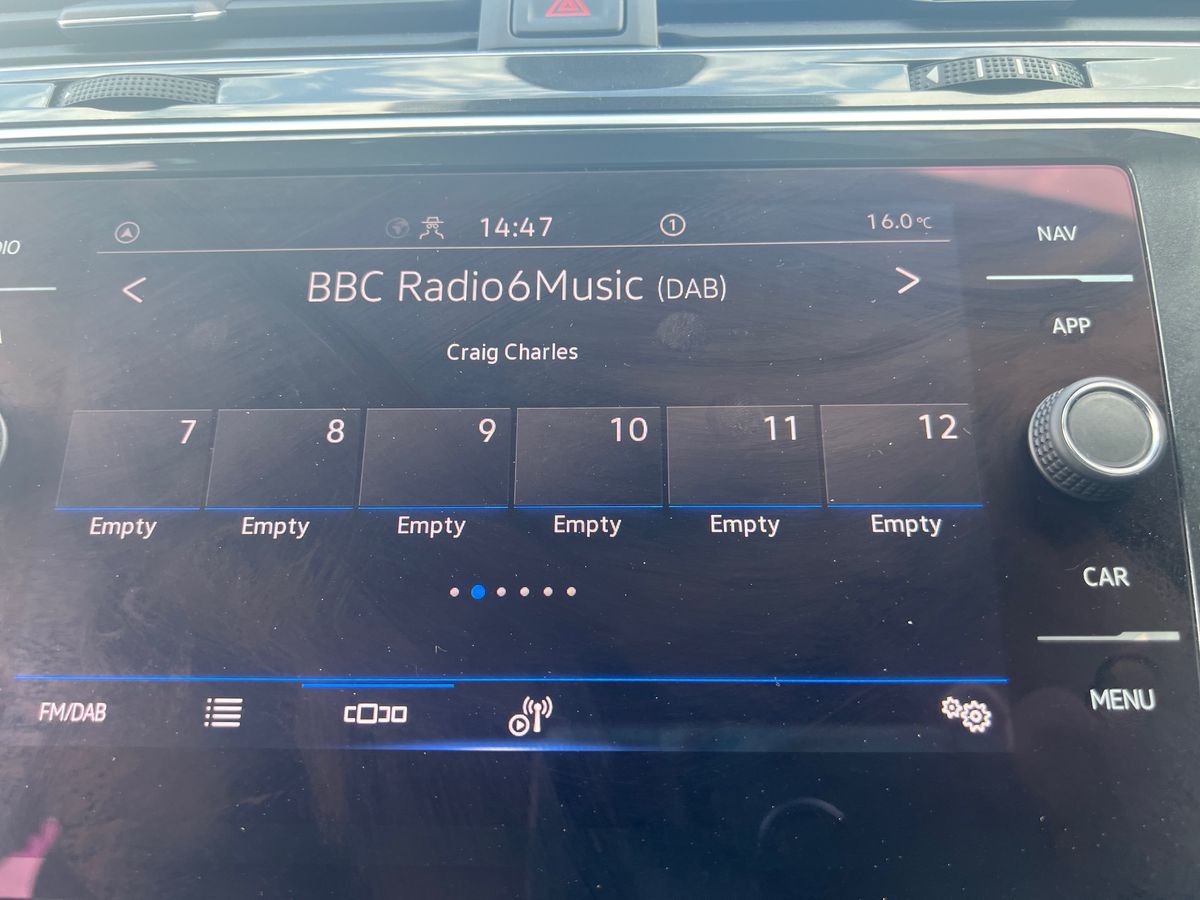 14:47
1
16.0°C
NAV
BBC Radio6Music (DAB)
APP
Craig Charles
7 8 9 10 11 12
Empty Empty Empty Empty Empty Empty
CAR
FM/DAB
MENU